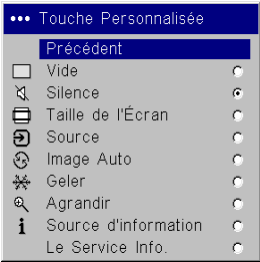 ••• Touche Personnalisée
Précédent
Vide
Silence
Taille de l'Écran
Source
Image Auto
Geler
Agrandir
Source d'information
Le Service Info.